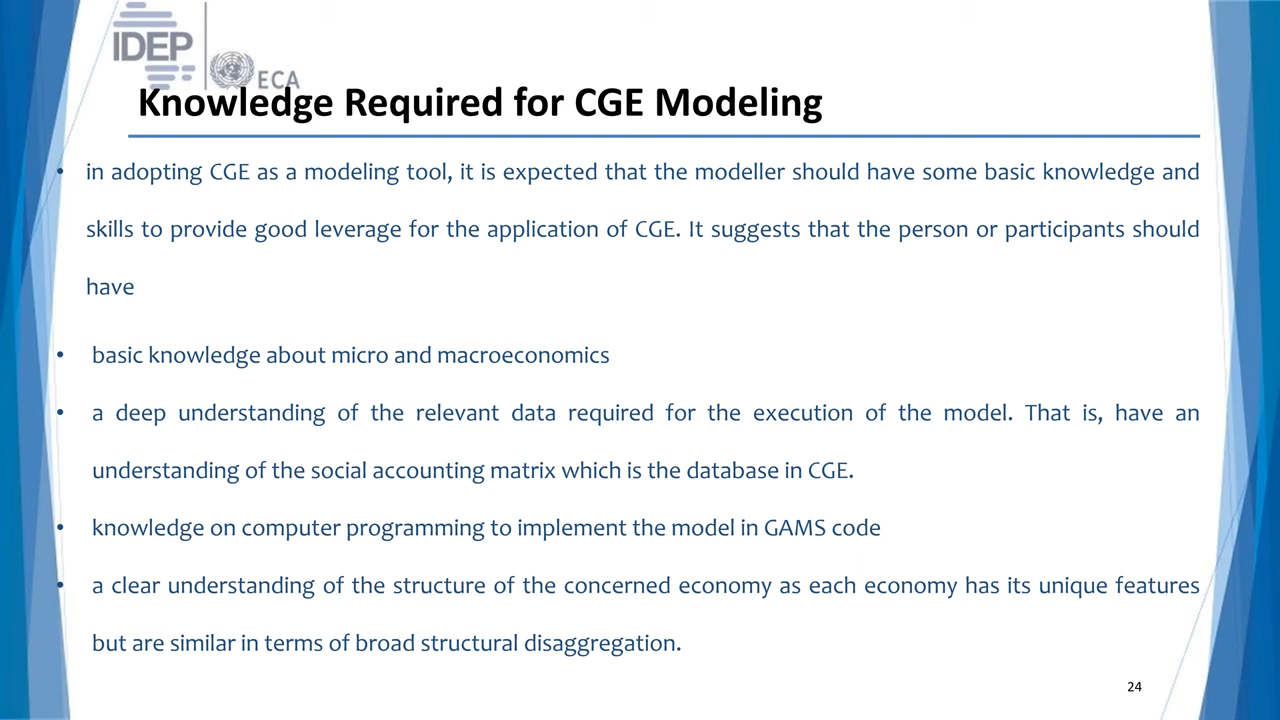 IDEP
ECA
Knowledge Required for CGE Modeling
• in adopting CGE as a modeling tool, it is expected that the modeller should have some basic knowledge and
skills to provide good leverage for the application of CGE. It suggests that the person or participants should
have
• basic knowledge about micro and macroeconomics
• a deep understanding of the relevant data required for the execution of the model. That is, have an
understanding of the social accounting matrix which is the database in CGE.
• knowledge on computer programming to implement the model in GAMS code
• a clear understanding of the structure of the concerned economy as each economy has its unique features
but are similar in terms of broad structural disaggregation.
24